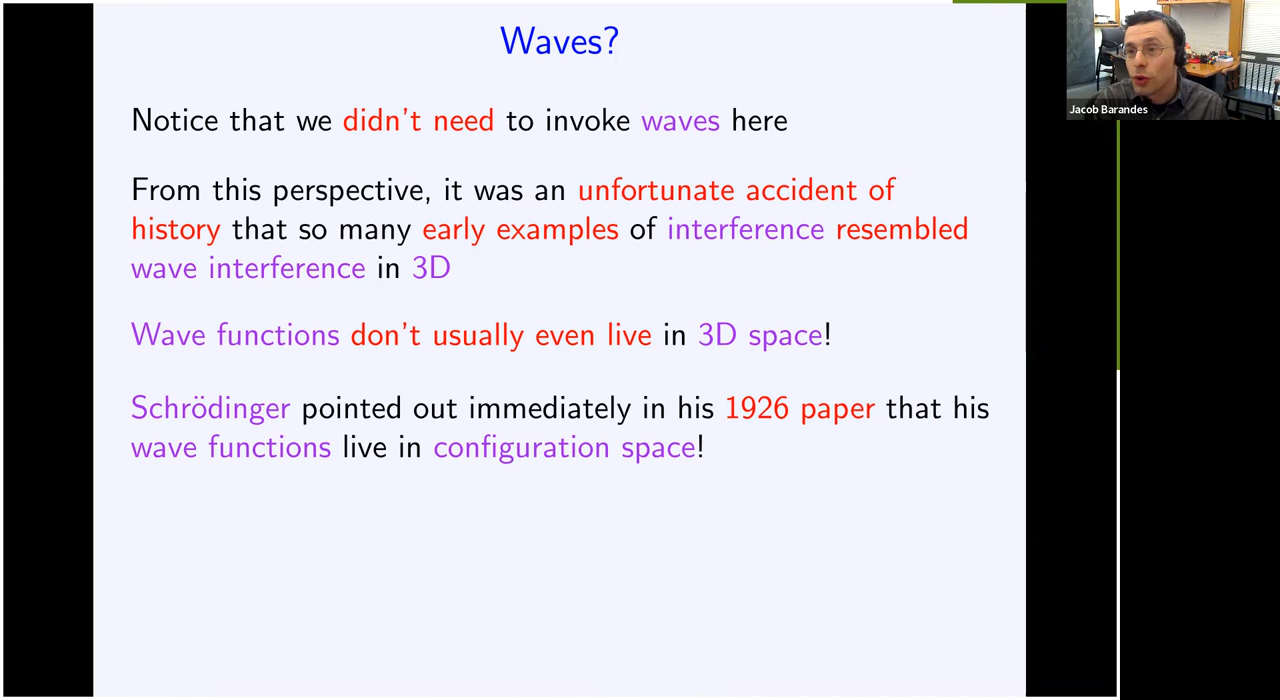 Waves?
Notice that we didn't need to invoke waves here
From this perspective, it was an unfortunate accident of
history that so many early examples of interference resembled
wave interference in 3D
Wave functions don't usually even live in 3D space!
Schrödinger pointed out immediately in his 1926 paper that his
wave functions live in configuration space!
Jacob Barandes